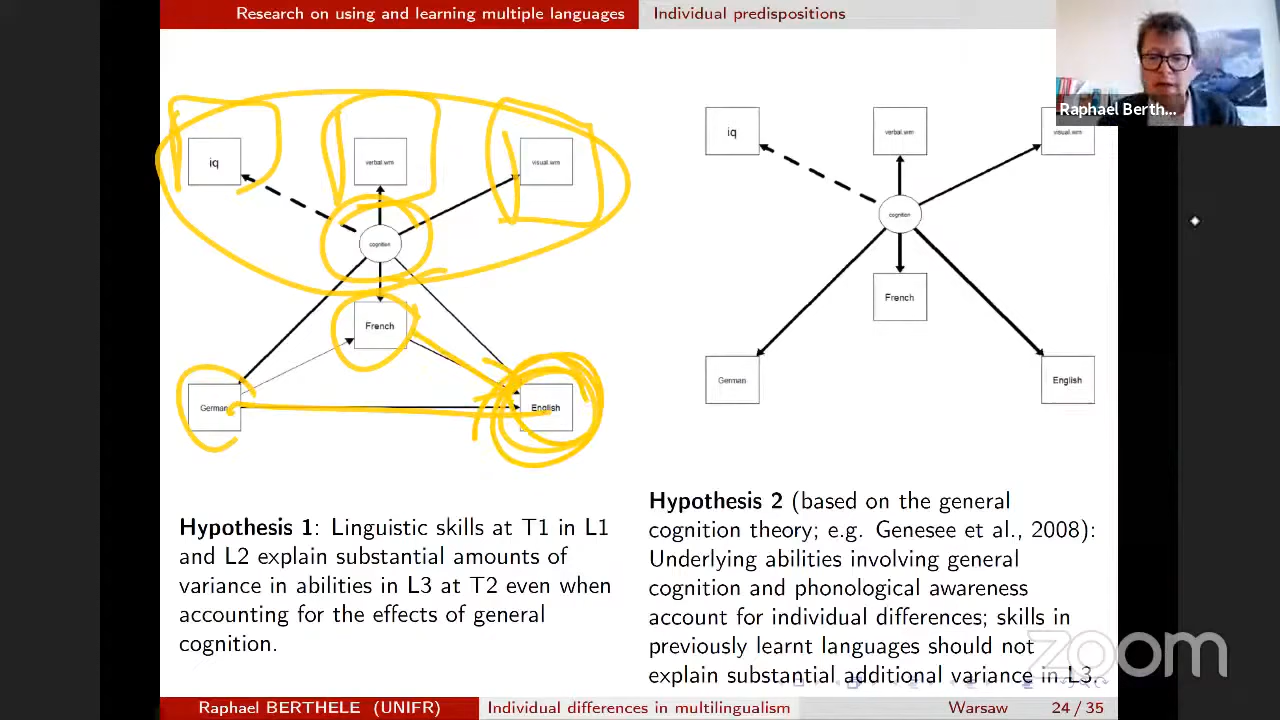 Research on using and learning multiple languages
Individual predispositions
Raphael Berth...
iq
verbal.wm
visual.wm
cognition
French
German
English
iq
verbal.wm
visual.wm
cognition
French
German
English
Hypothesis 1: Linguistic skills at T1 in L1
and L2 explain substantial amounts of
variance in abilities in L3 at T2 even when
accounting for the effects of general
cognition.
Hypothesis 2 (based on the general
cognition theory; e.g. Genesee et al., 2008):
Underlying abilities involving general
cognition and phonological awareness
account for individual differences; skills in
previously learnt languages should not
explain substantial additional variance in L3.
zoom
Raphael BERTHELE (UNIFR)
Individual differences in multilingualism
Warsaw
24 / 35